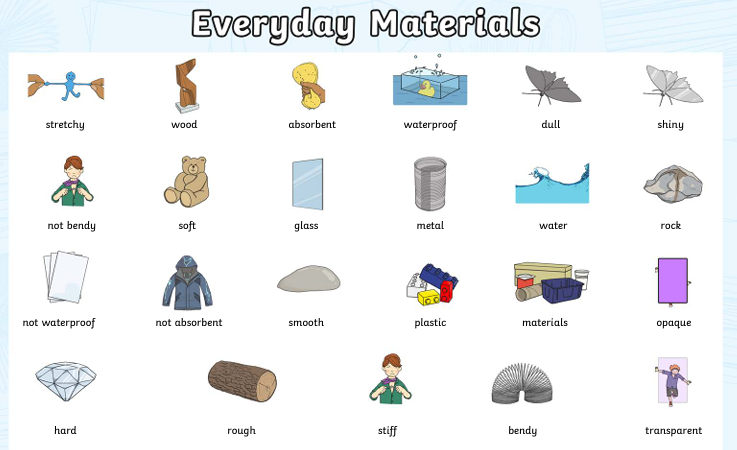 Everyday Materials
stretchy
wood
absorbent
waterproof
dull
shiny
not bendy
soft
glass
metal
water
rock
not waterproof
not absorbent
smooth
plastic
materials
opaque
hard
rough
stiff
bendy
transparent